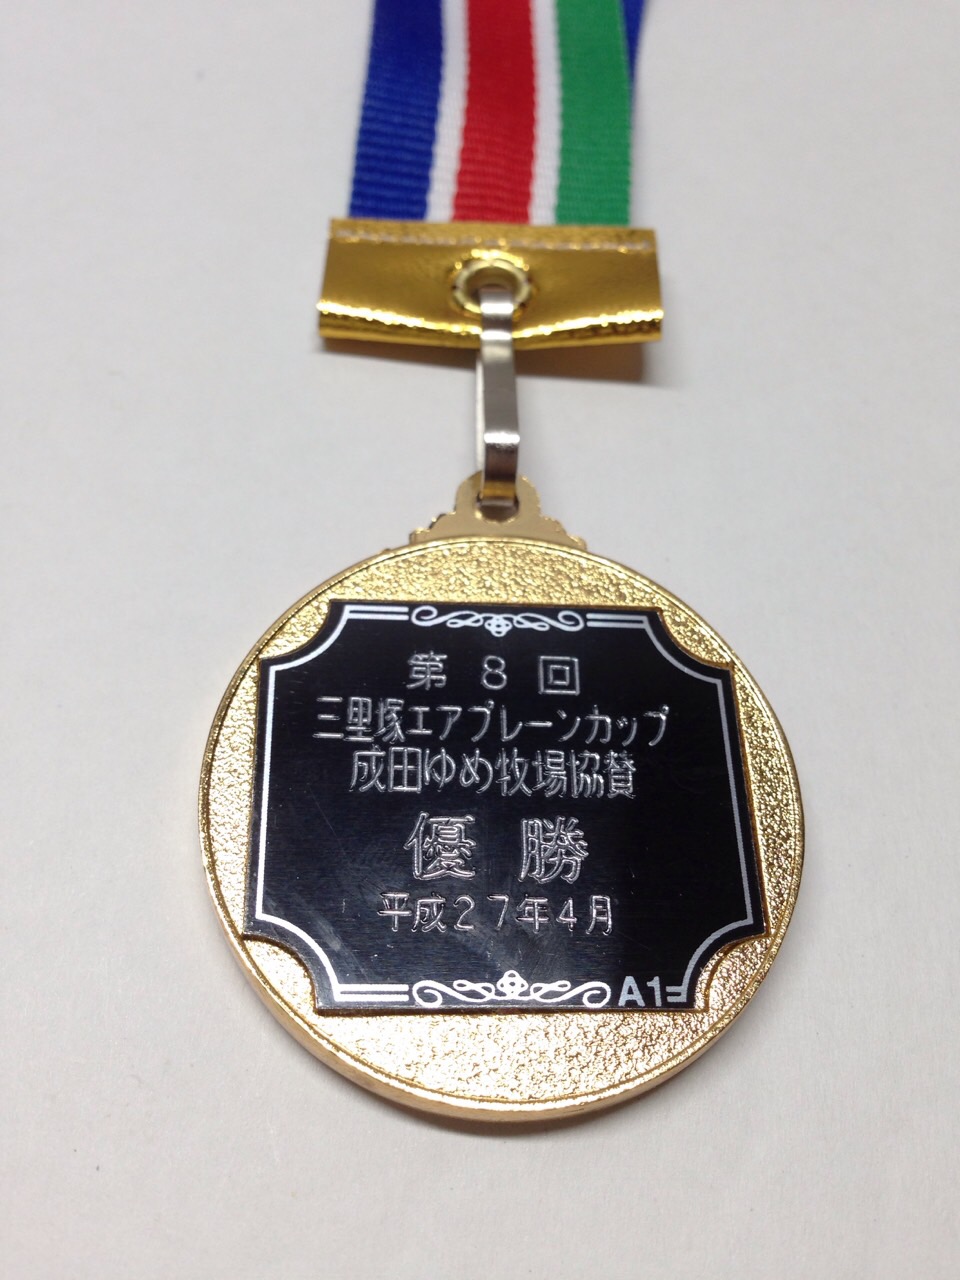 第8回
三里塚エアプレーンカップ
成田ゆめ牧場協賛
優勝
平成27年4月
A1